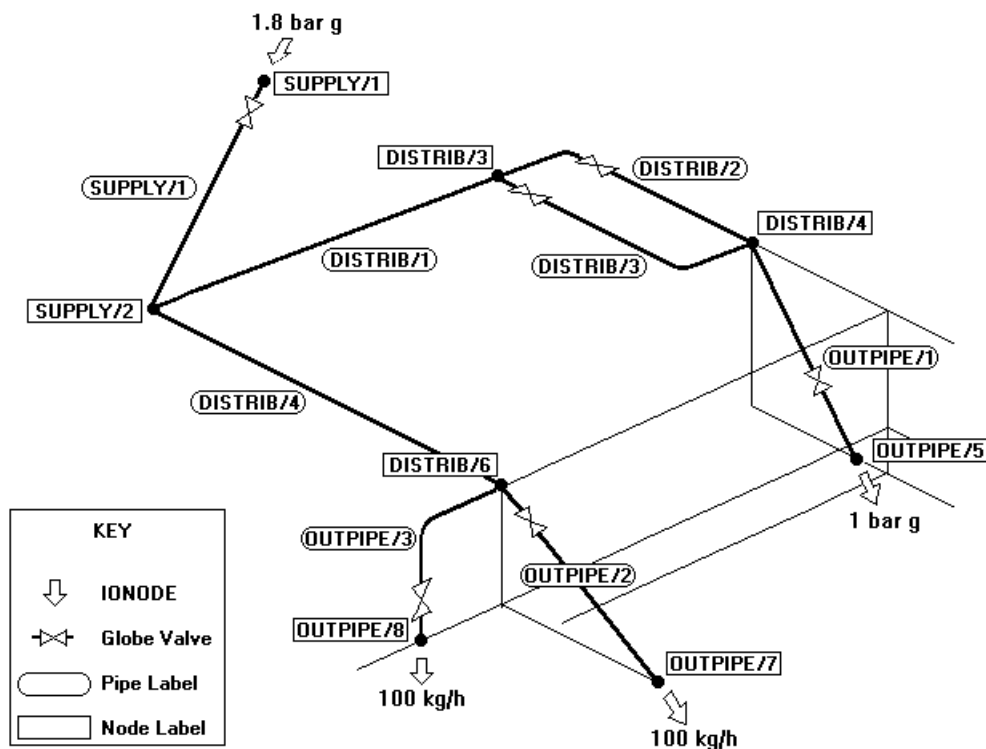 1.8 bar g
SUPPLY/1
DISTRIB/3
DISTRIB/2
SUPPLY/1
DISTRIB/4
DISTRIB/1
DISTRIB/3
SUPPLY/2
OUTPIPE/1
DISTRIB/4
DISTRIB/6
OUTPIPE/5
1 bar g
KEY
OUTPIPE/3
OUTPIPE/2
IONODE
OUTPIPE/8
Globe Valve
OUTPIPE/7
Pipe Label
100 kg/h
Node Label
100 kg/h